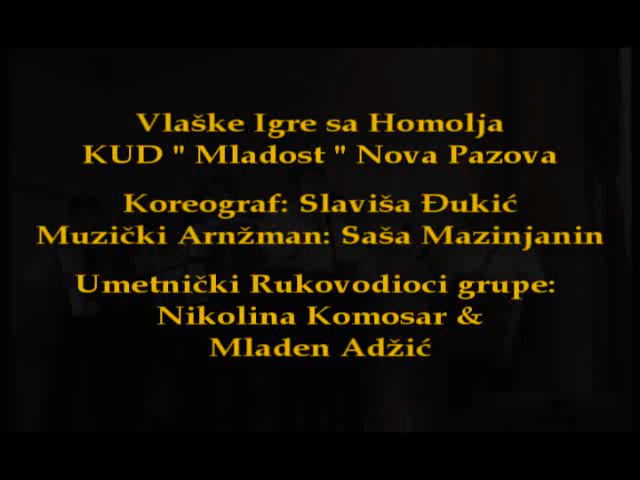 Vlaške Igre sa Homolja
KUD " Mladost " Nova Pazova
Koreograf: Slaviša Đukić
Muzički Arnžman: Saša Mazinjanin
Umetnički Rukovodioci grupe:
Nikolina Komosar &
Mladen Adžić